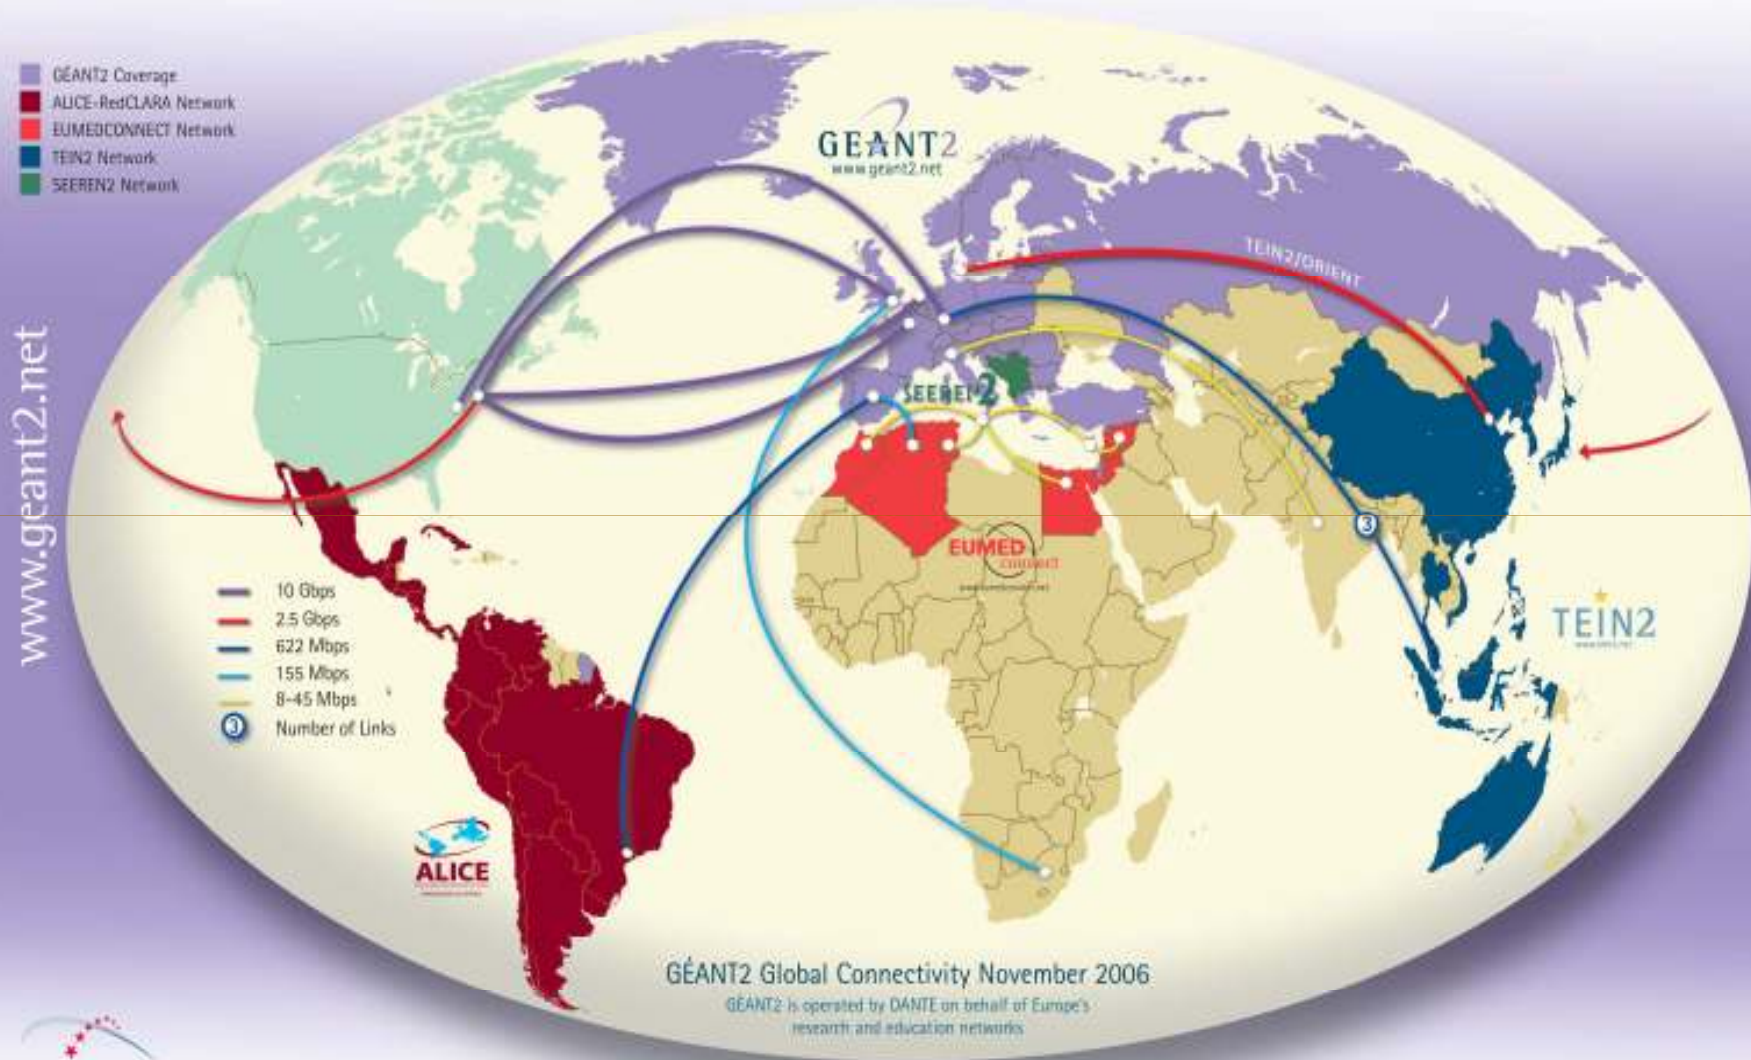 GÉANT2 Coverage
ALICE-RedCLARA Network
EUMEDCONNECT Network
TEIN2 Network
SEEREN2 Network
GEANT2
www.geant2.net
TEIN2/ORIENT
www.geant2.net
SEEREN2
EUMED
connect
3
TEIN2
10 Gbps
2.5 Gbps
622 Mbps
155 Mbps
8-45 Mbps
3 Number of Links
ALICE
GÉANT2 Global Connectivity November 2006
GÉANT2 is operated by DANTE on behalf of Europe's
research and education networks